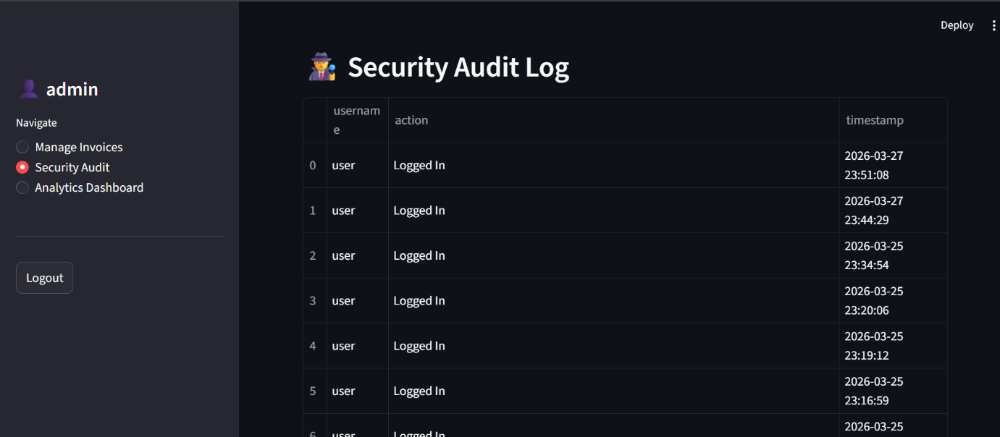 Deploy
admin
Navigate
Manage Invoices
Security Audit
Analytics Dashboard
Logout
Security Audit Log
usernam
e
action
timestamp
0 user Logged In 2026-03-27
23:51:08
1 user Logged In 2026-03-27
23:44:29
2 user Logged In 2026-03-25
23:34:54
3 user Logged In 2026-03-25
23:20:06
4 user Logged In 2026-03-25
23:19:12
5 user Logged In 2026-03-25
23:16:59
6 user Logged In 2026-03-25